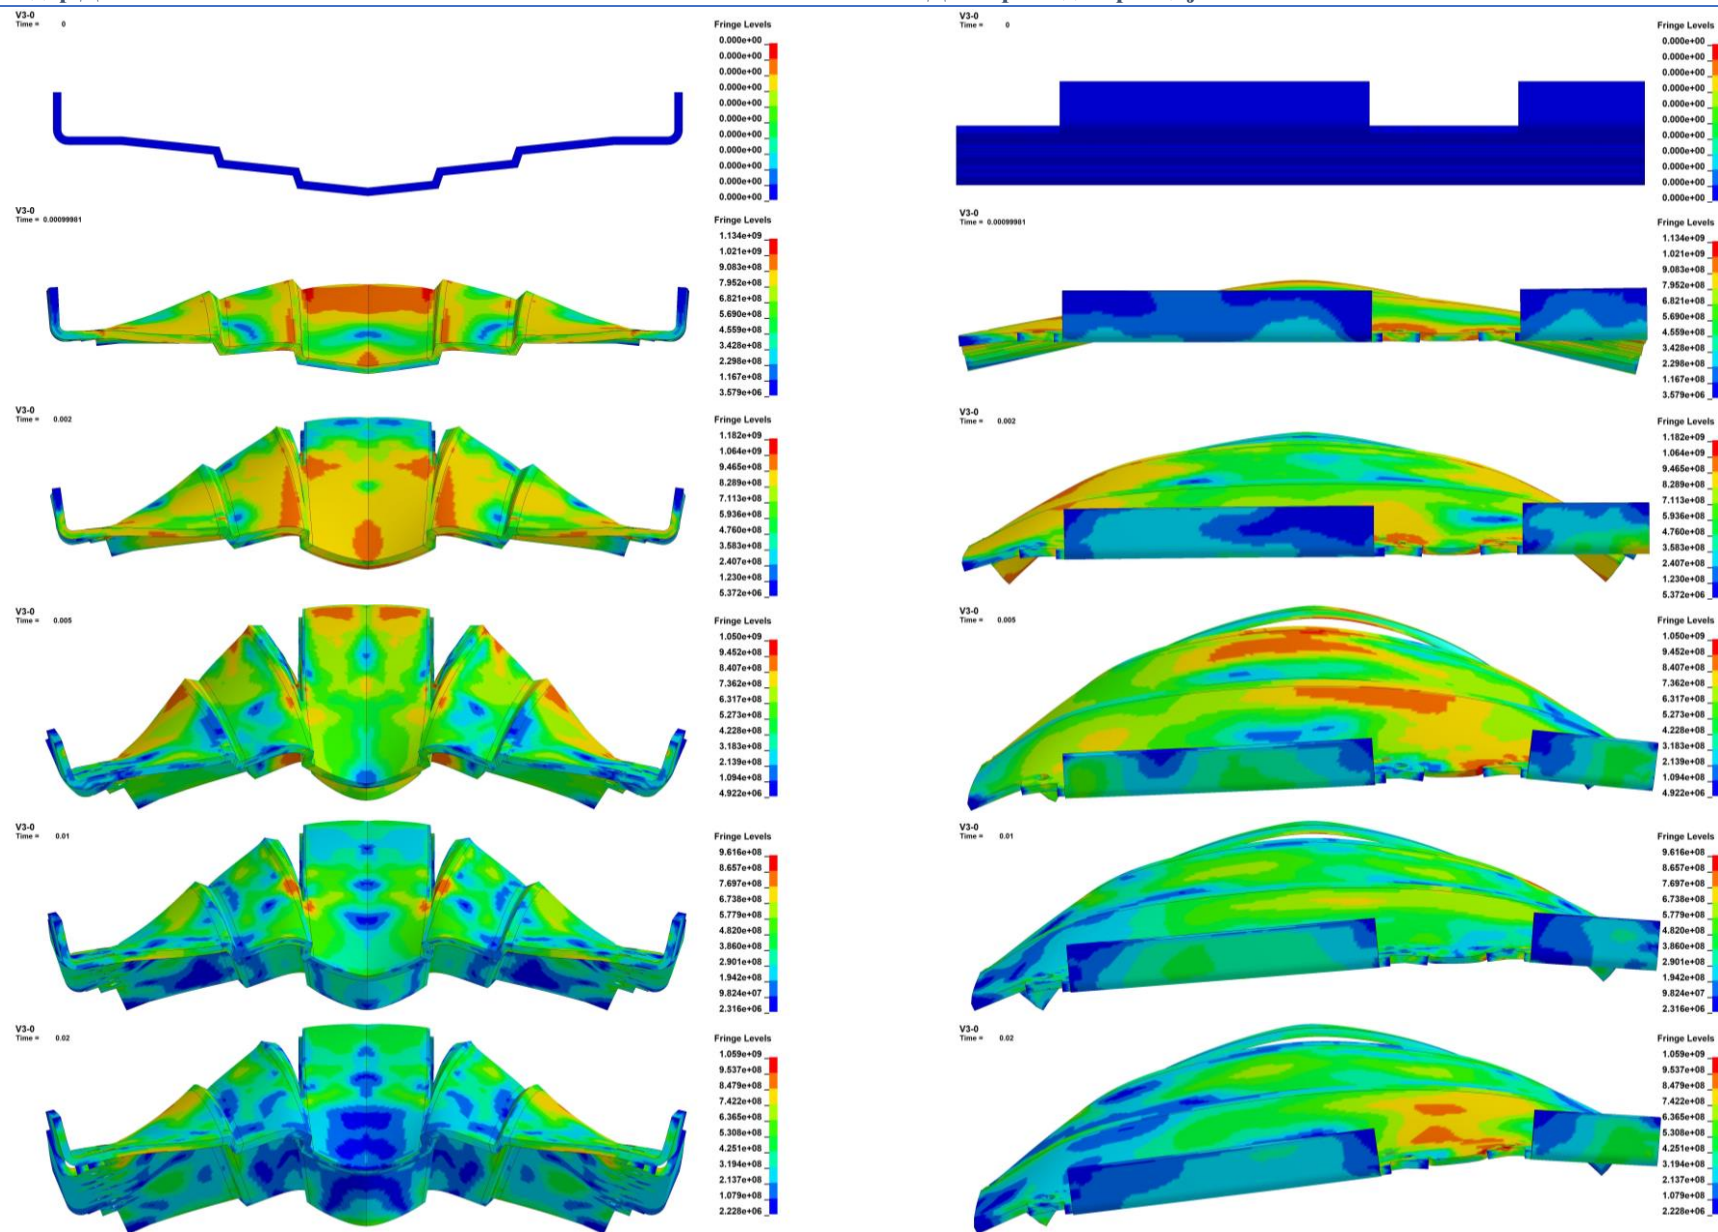 V3-0
Time = 0
Fringe Levels
0.000e+00
0.000e+00
0.000e+00
0.000e+00
0.000e+00
0.000e+00
0.000e+00
0.000e+00
0.000e+00
0.000e+00
0.000e+00
V3-0
Time = 0
Fringe Levels
0.000e+00
0.000e+00
0.000e+00
0.000e+00
0.000e+00
0.000e+00
0.000e+00
0.000e+00
0.000e+00
0.000e+00
0.000e+00
V3-0
Time = 0.00099981
Fringe Levels
1.134e+09
1.021e+09
9.083e+08
7.952e+08
6.821e+08
5.690e+08
4.559e+08
3.428e+08
2.298e+08
1.167e+08
3.579e+06
V3-0
Time = 0.00099981
Fringe Levels
1.134e+09
1.021e+09
9.083e+08
7.952e+08
6.821e+08
5.690e+08
4.559e+08
3.428e+08
2.298e+08
1.167e+08
3.579e+06
V3-0
Time = 0.002
Fringe Levels
1.182e+09
1.064e+09
9.465e+08
8.289e+08
7.113e+08
5.936e+08
4.760e+08
3.583e+08
2.407e+08
1.230e+08
5.372e+06
V3-0
Time = 0.002
Fringe Levels
1.182e+09
1.064e+09
9.465e+08
8.289e+08
7.113e+08
5.936e+08
4.760e+08
3.583e+08
2.407e+08
1.230e+08
5.372e+06
V3-0
Time = 0.005
Fringe Levels
1.050e+09
9.452e+08
8.407e+08
7.362e+08
6.317e+08
5.273e+08
4.228e+08
3.183e+08
2.139e+08
1.094e+08
4.922e+06
V3-0
Time = 0.005
Fringe Levels
1.050e+09
9.452e+08
8.407e+08
7.362e+08
6.317e+08
5.273e+08
4.228e+08
3.183e+08
2.139e+08
1.094e+08
4.922e+06
V3-0
Time = 0.01
Fringe Levels
9.616e+08
8.657e+08
7.697e+08
6.738e+08
5.779e+08
4.820e+08
3.860e+08
2.901e+08
1.942e+08
9.824e+07
2.316e+06
V3-0
Time = 0.01
Fringe Levels
9.616e+08
8.657e+08
7.697e+08
6.738e+08
5.779e+08
4.820e+08
3.860e+08
2.901e+08
1.942e+08
9.824e+07
2.316e+06
V3-0
Time = 0.02
Fringe Levels
1.059e+09
9.537e+08
8.479e+08
7.422e+08
6.365e+08
5.308e+08
4.251e+08
3.194e+08
2.137e+08
1.079e+08
2.228e+06
V3-0
Time = 0.02
Fringe Levels
1.059e+09
9.537e+08
8.479e+08
7.422e+08
6.365e+08
5.308e+08
4.251e+08
3.194e+08
2.137e+08
1.079e+08
2.228e+06